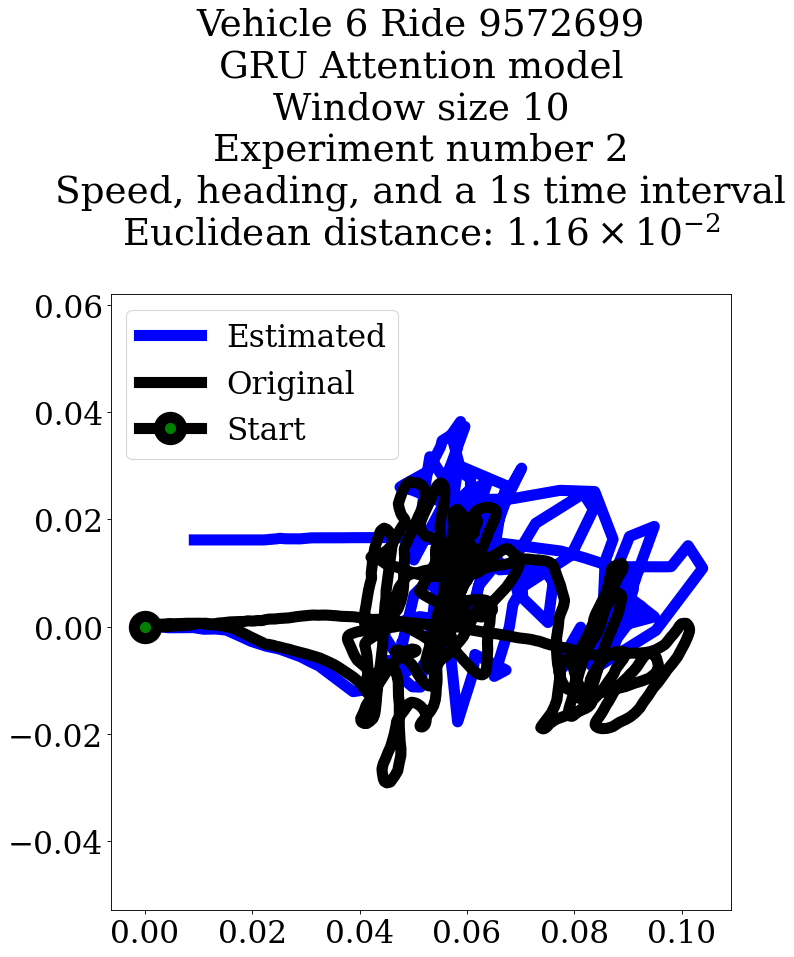 Vehicle 6 Ride 9572699
GRU Attention model
Window size 10
Experiment number 2
Speed, heading, and a 1s time interval
Euclidean distance: 1.16 × 10⁻²
0.06
0.04
0.02
0.00
−0.02
−0.04
Estimated
Original
Start
0.00 0.02 0.04 0.06 0.08 0.10